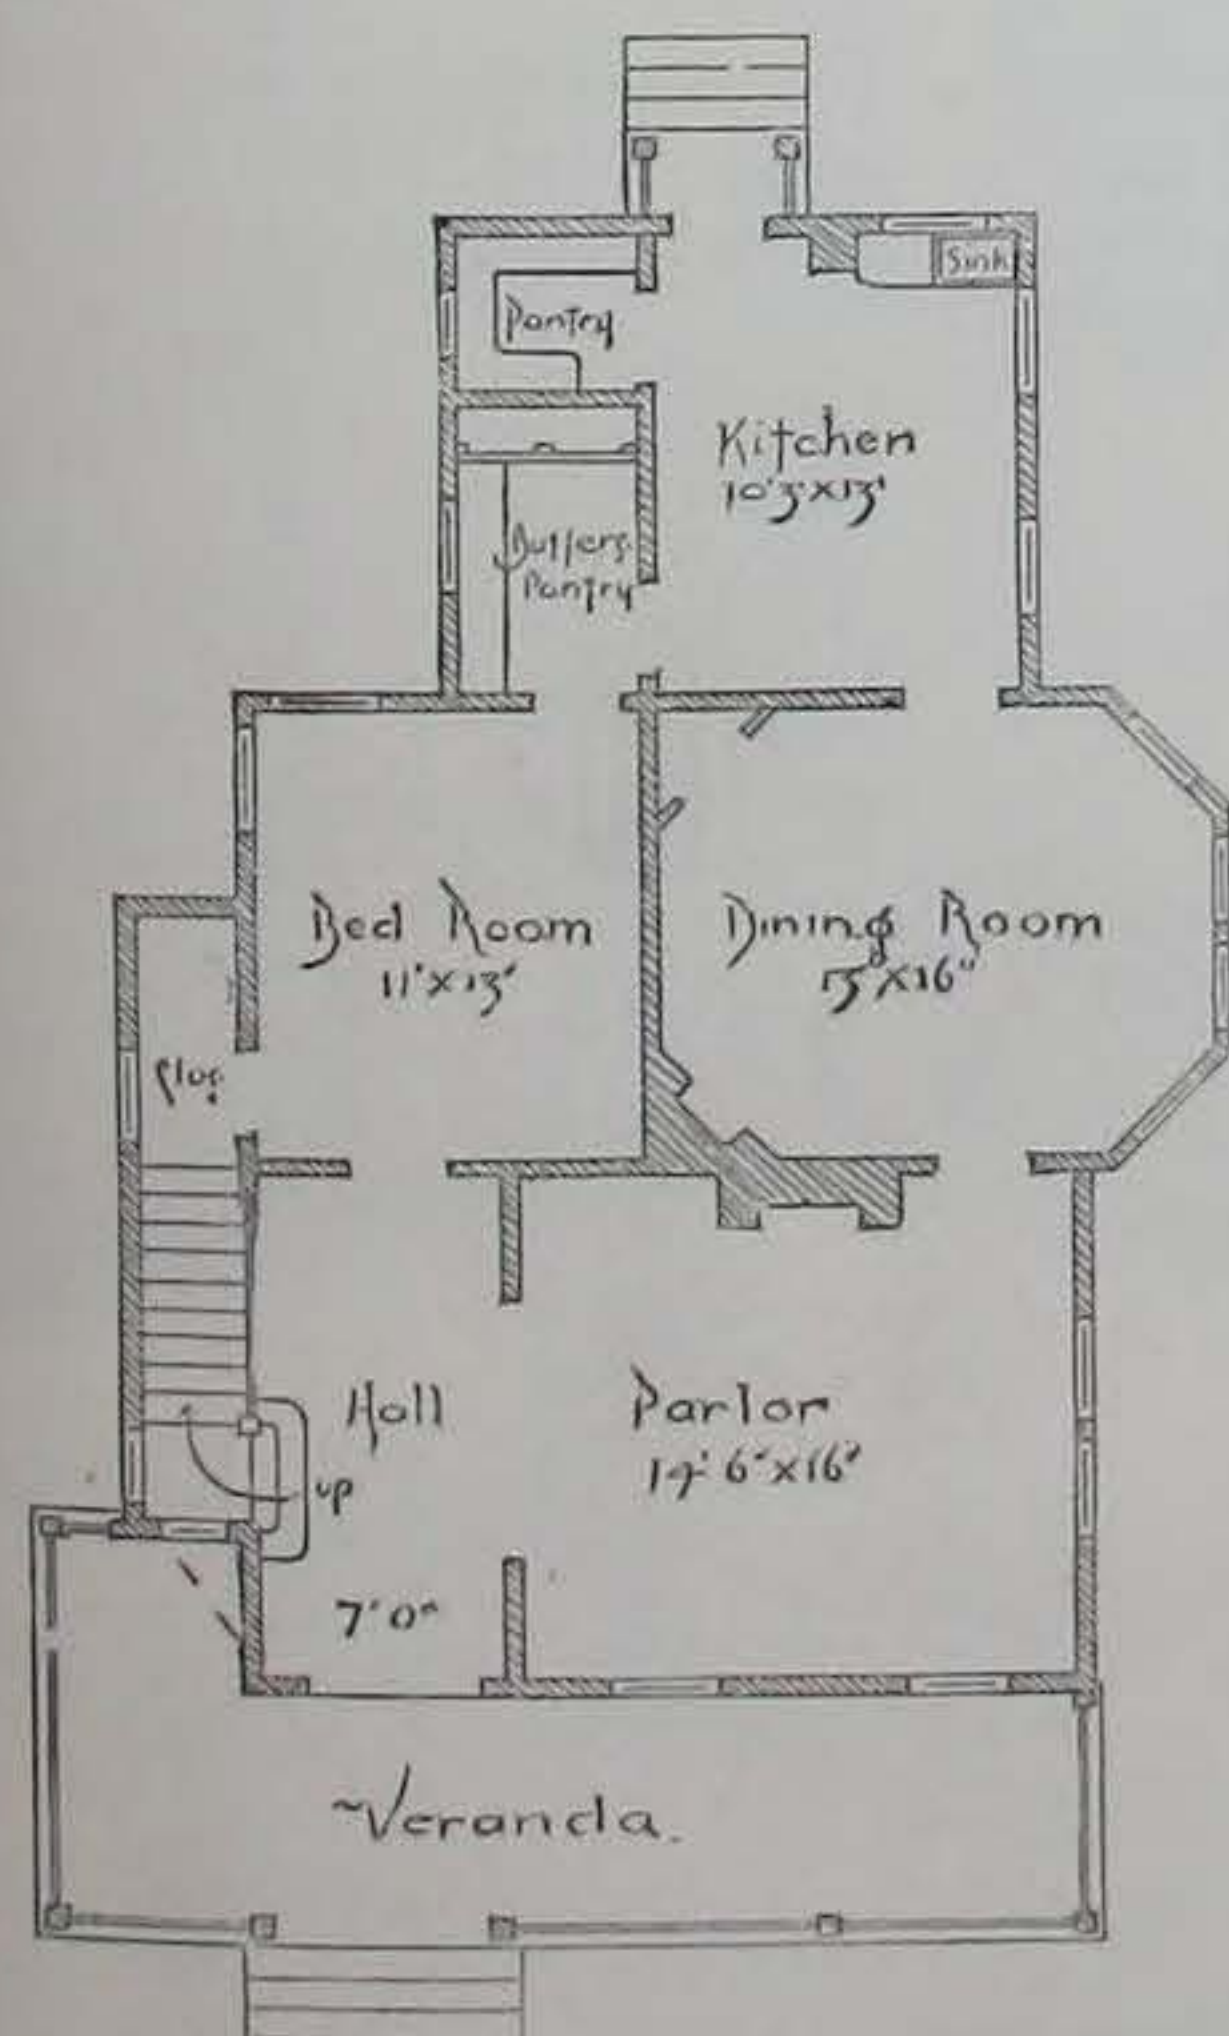 Sink
Pantry
Kitchen
10'3"x13'
Butlers
Pantry
Bed Room
11'x13'
Dining Room
13'x16"
Clos.
Hall
Parlor
14'6"x16'
up
7'0"
Veranda.